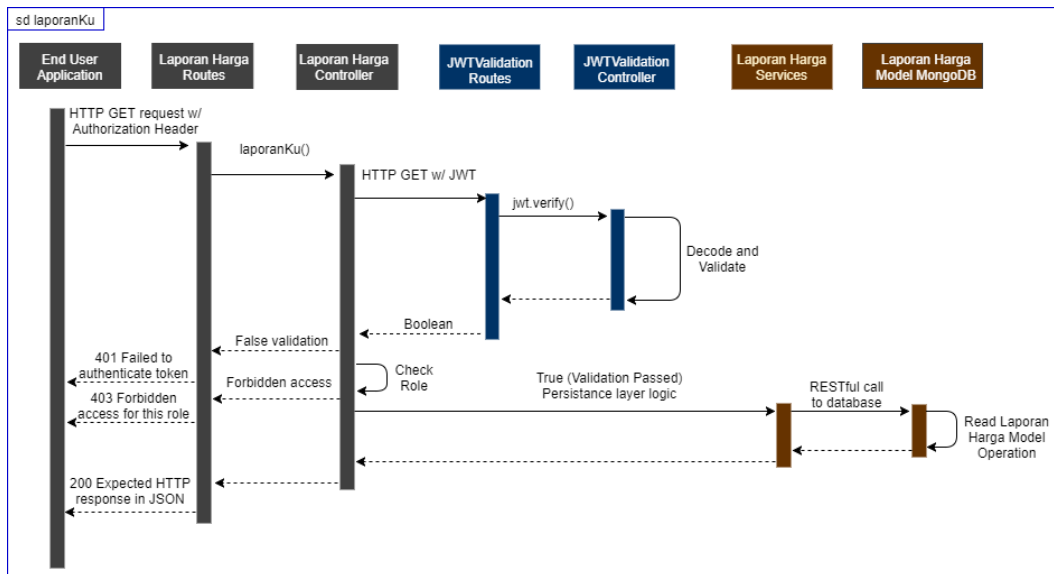 sd laporanKu
End User
Application
Laporan Harga
Routes
Laporan Harga
Controller
JWTValidation
Routes
JWTValidation
Controller
Laporan Harga
Services
Laporan Harga
Model MongoDB
HTTP GET request w/
Authorization Header
laporanKu()
HTTP GET w/ JWT
jwt.verify()
Decode and
Validate
Boolean
False validation
401 Failed to
authenticate token
Check
Role
Forbidden access
403 Forbidden
access for this role
True (Validation Passed)
Persistance layer logic
RESTful call
to database
Read Laporan
Harga Model
Operation
200 Expected HTTP
response in JSON